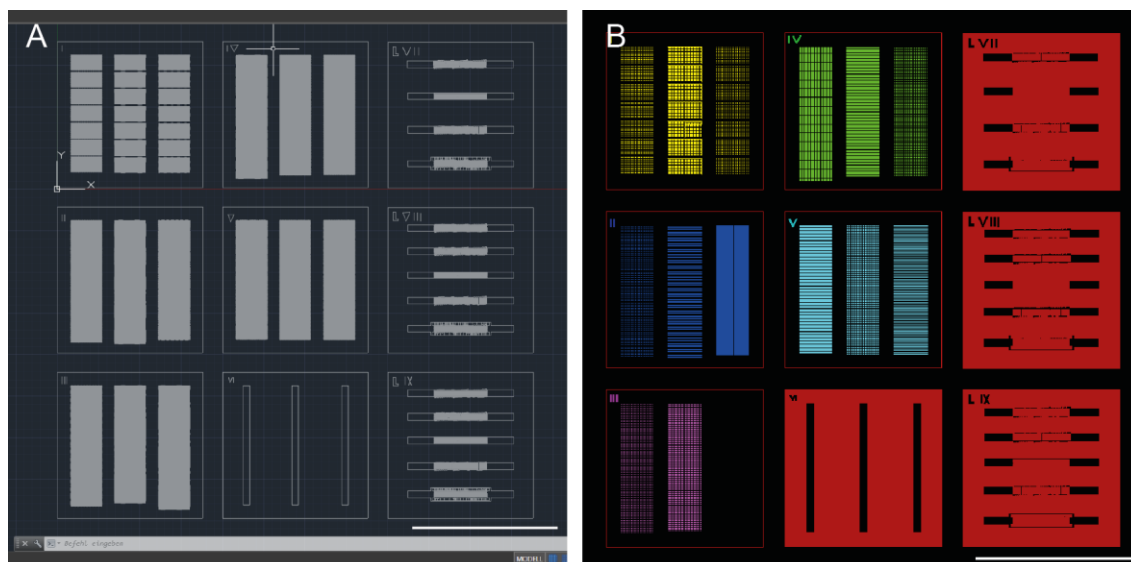 A
I
IV
L VII
Y
X
II
V
L VIII
III
VI
L IX
Befehl eingeben
MODELL
B
IV
L VII
II
V
L VIII
III
VI
L IX